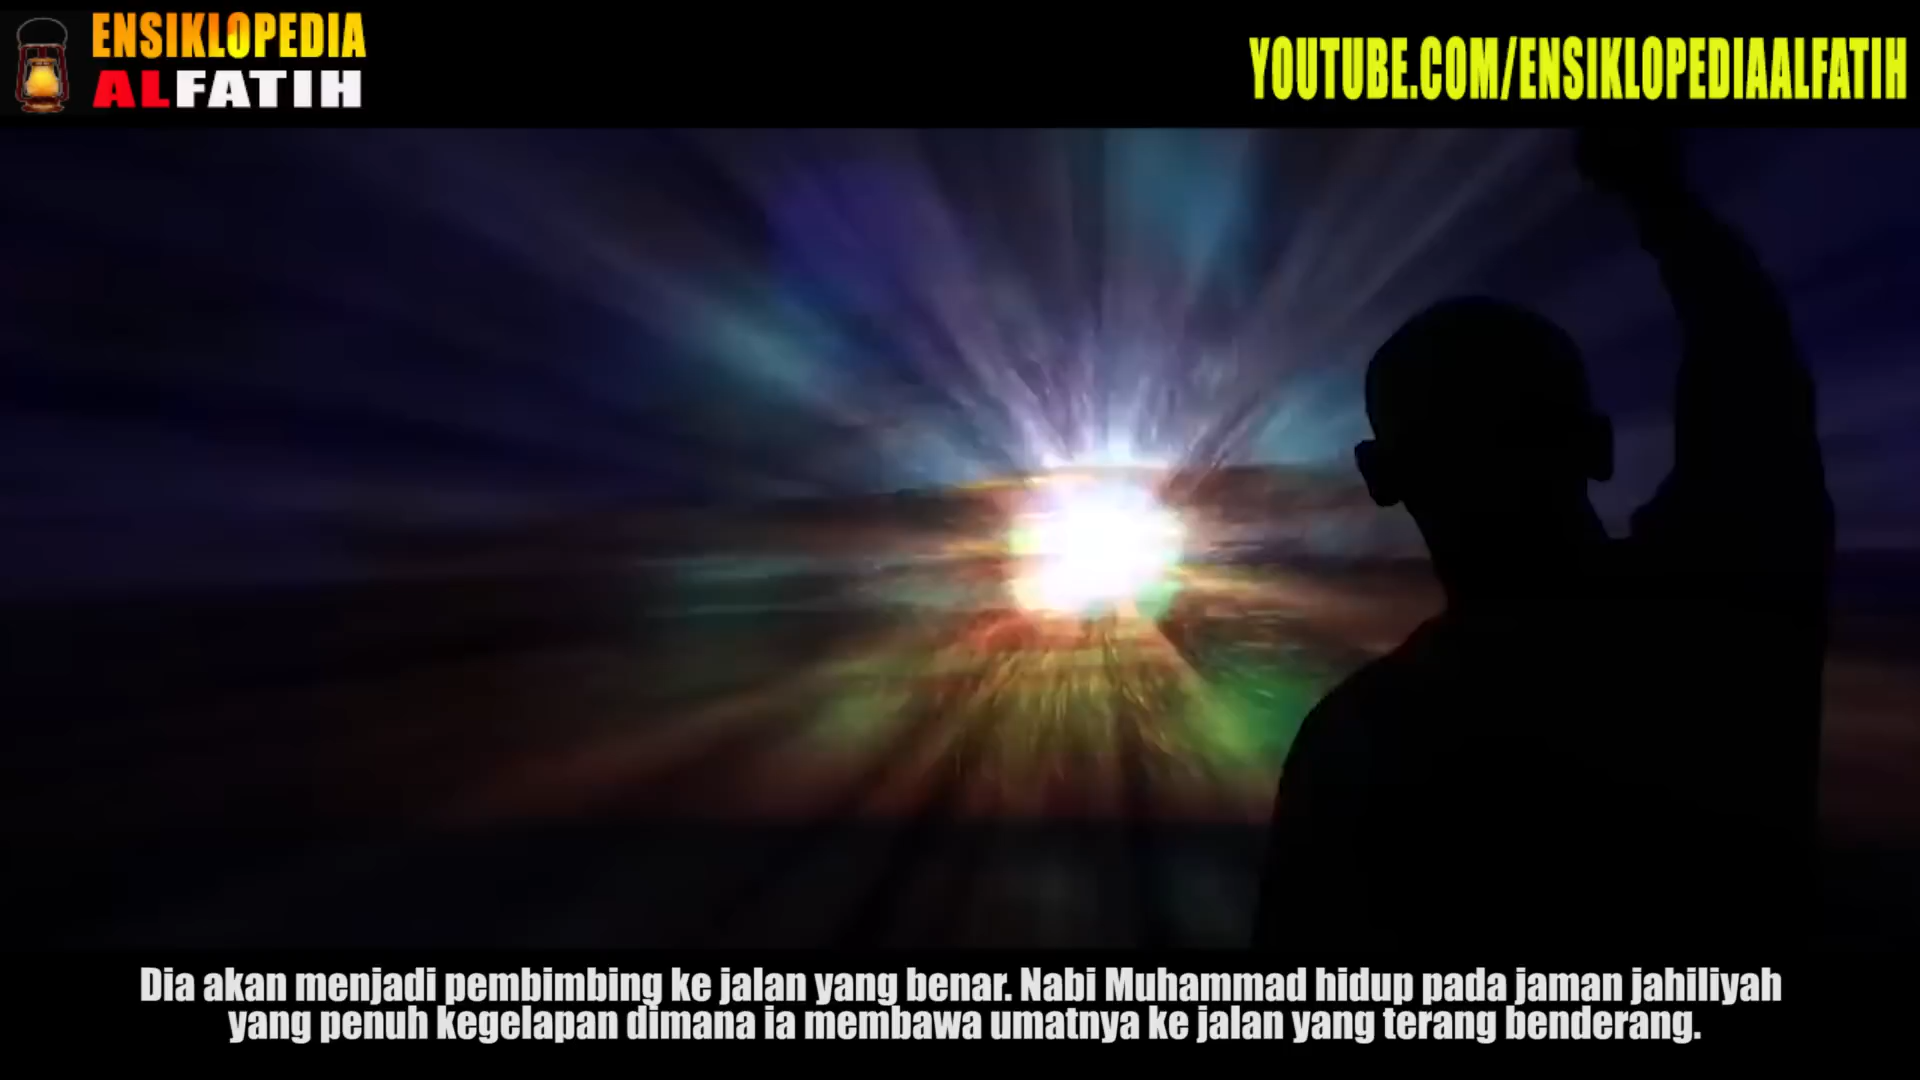 ENSIKLOPEDIA
ALFATIH
YOUTUBE.COM/ENSIKLOPEDIAALFATIH
Dia akan menjadi pembimbing ke jalan yang benar. Nabi Muhammad hidup pada jaman jahiliyah
yang penuh kegelapan dimana ia membawa umatnya ke jalan yang terang benderang.